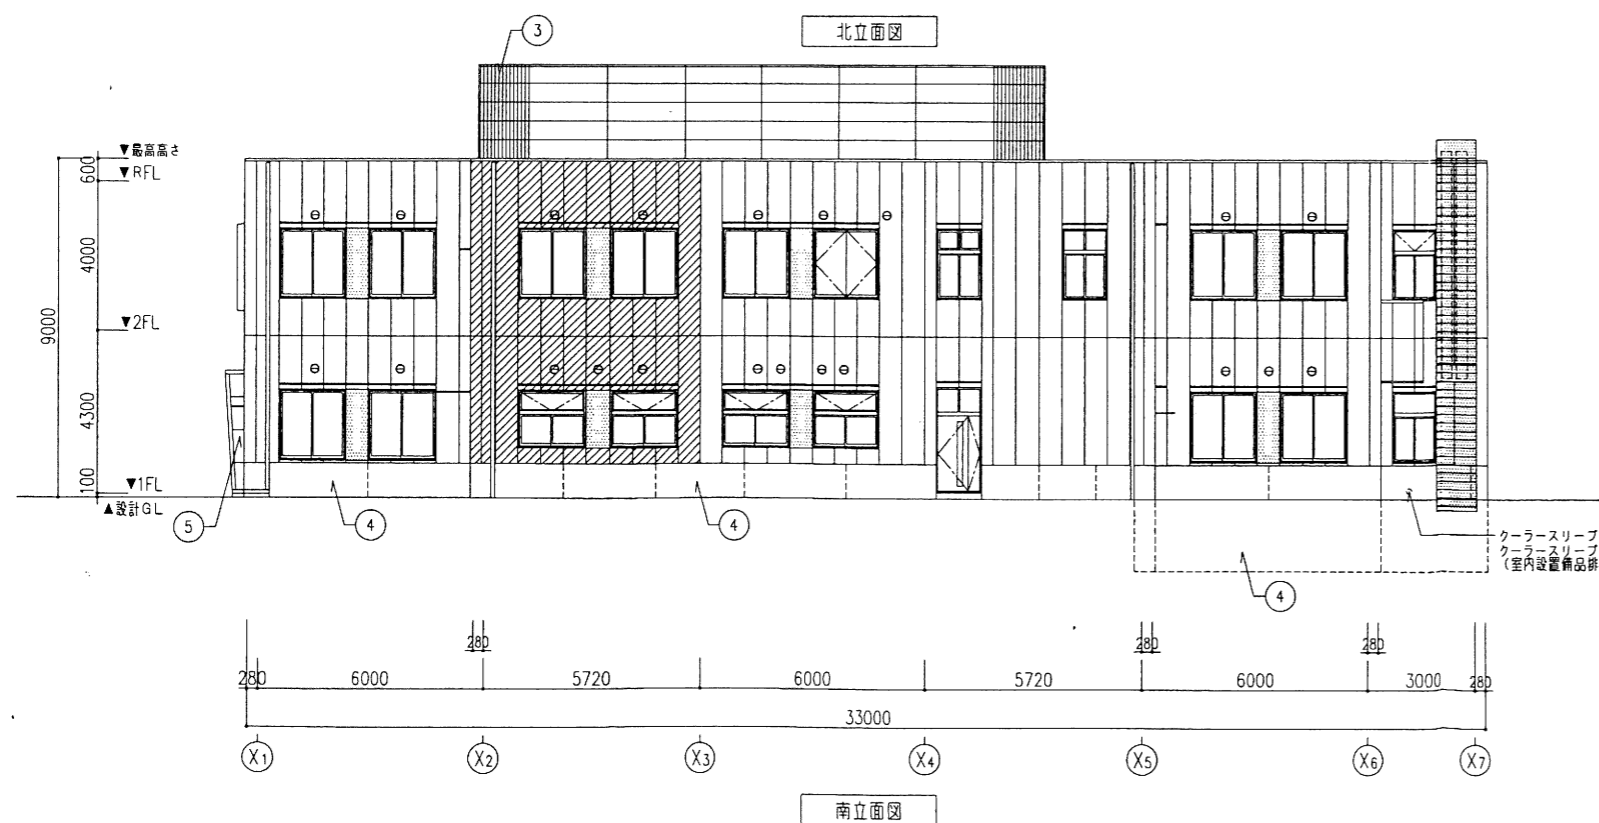 北立面図
3
▼最高高さ
600
▼RFL
4000
9000
▼2FL
4300
100
▼1FL
▲設計GL
5
4
4
クーラースリーブ
クーラースリーブ
(室内設置備品排
4
280
280
280
280
6000
5720
6000
5720
6000
3000
280
33000
X1
X2
X3
X4
X5
X6
X7
南立面図